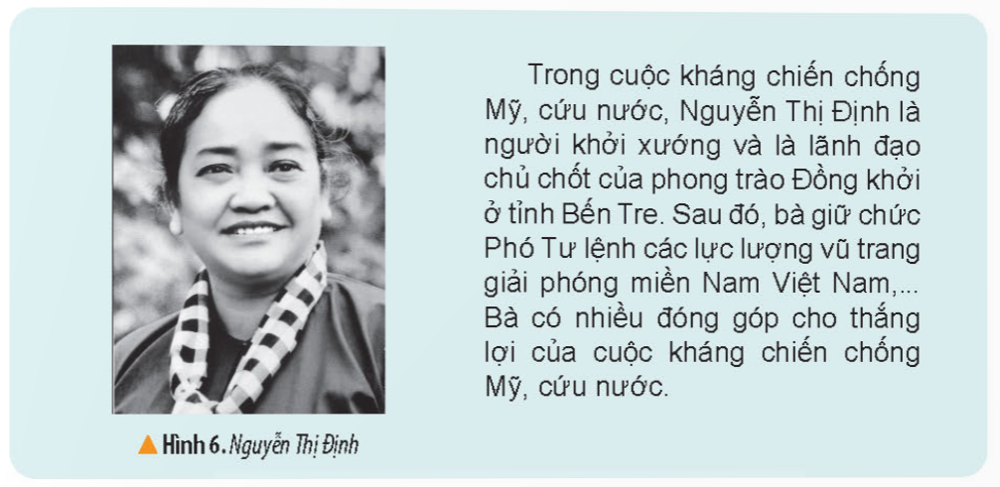 Trong cuộc kháng chiến chống
Mỹ, cứu nước, Nguyễn Thị Định là
người khởi xướng và là lãnh đạo
chủ chốt của phong trào Đồng khởi
ở tỉnh Bến Tre. Sau đó, bà giữ chức
Phó Tư lệnh các lực lượng vũ trang
giải phóng miền Nam Việt Nam,...
Bà có nhiều đóng góp cho thắng
lợi của cuộc kháng chiến chống
Mỹ, cứu nước.
▲ Hình 6. Nguyễn Thị Định